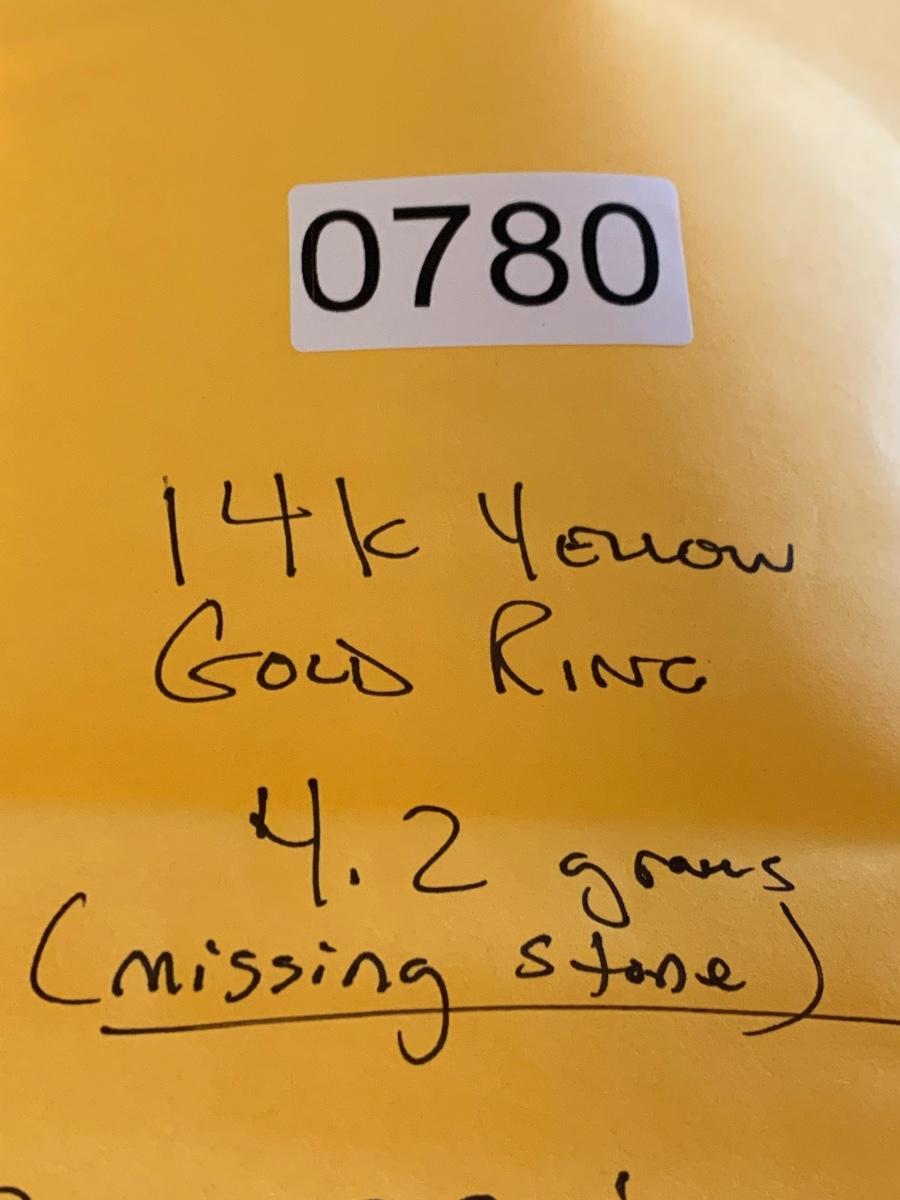 0780
14k Yellow
Gold Ring
4.2 grams
(missing stone)